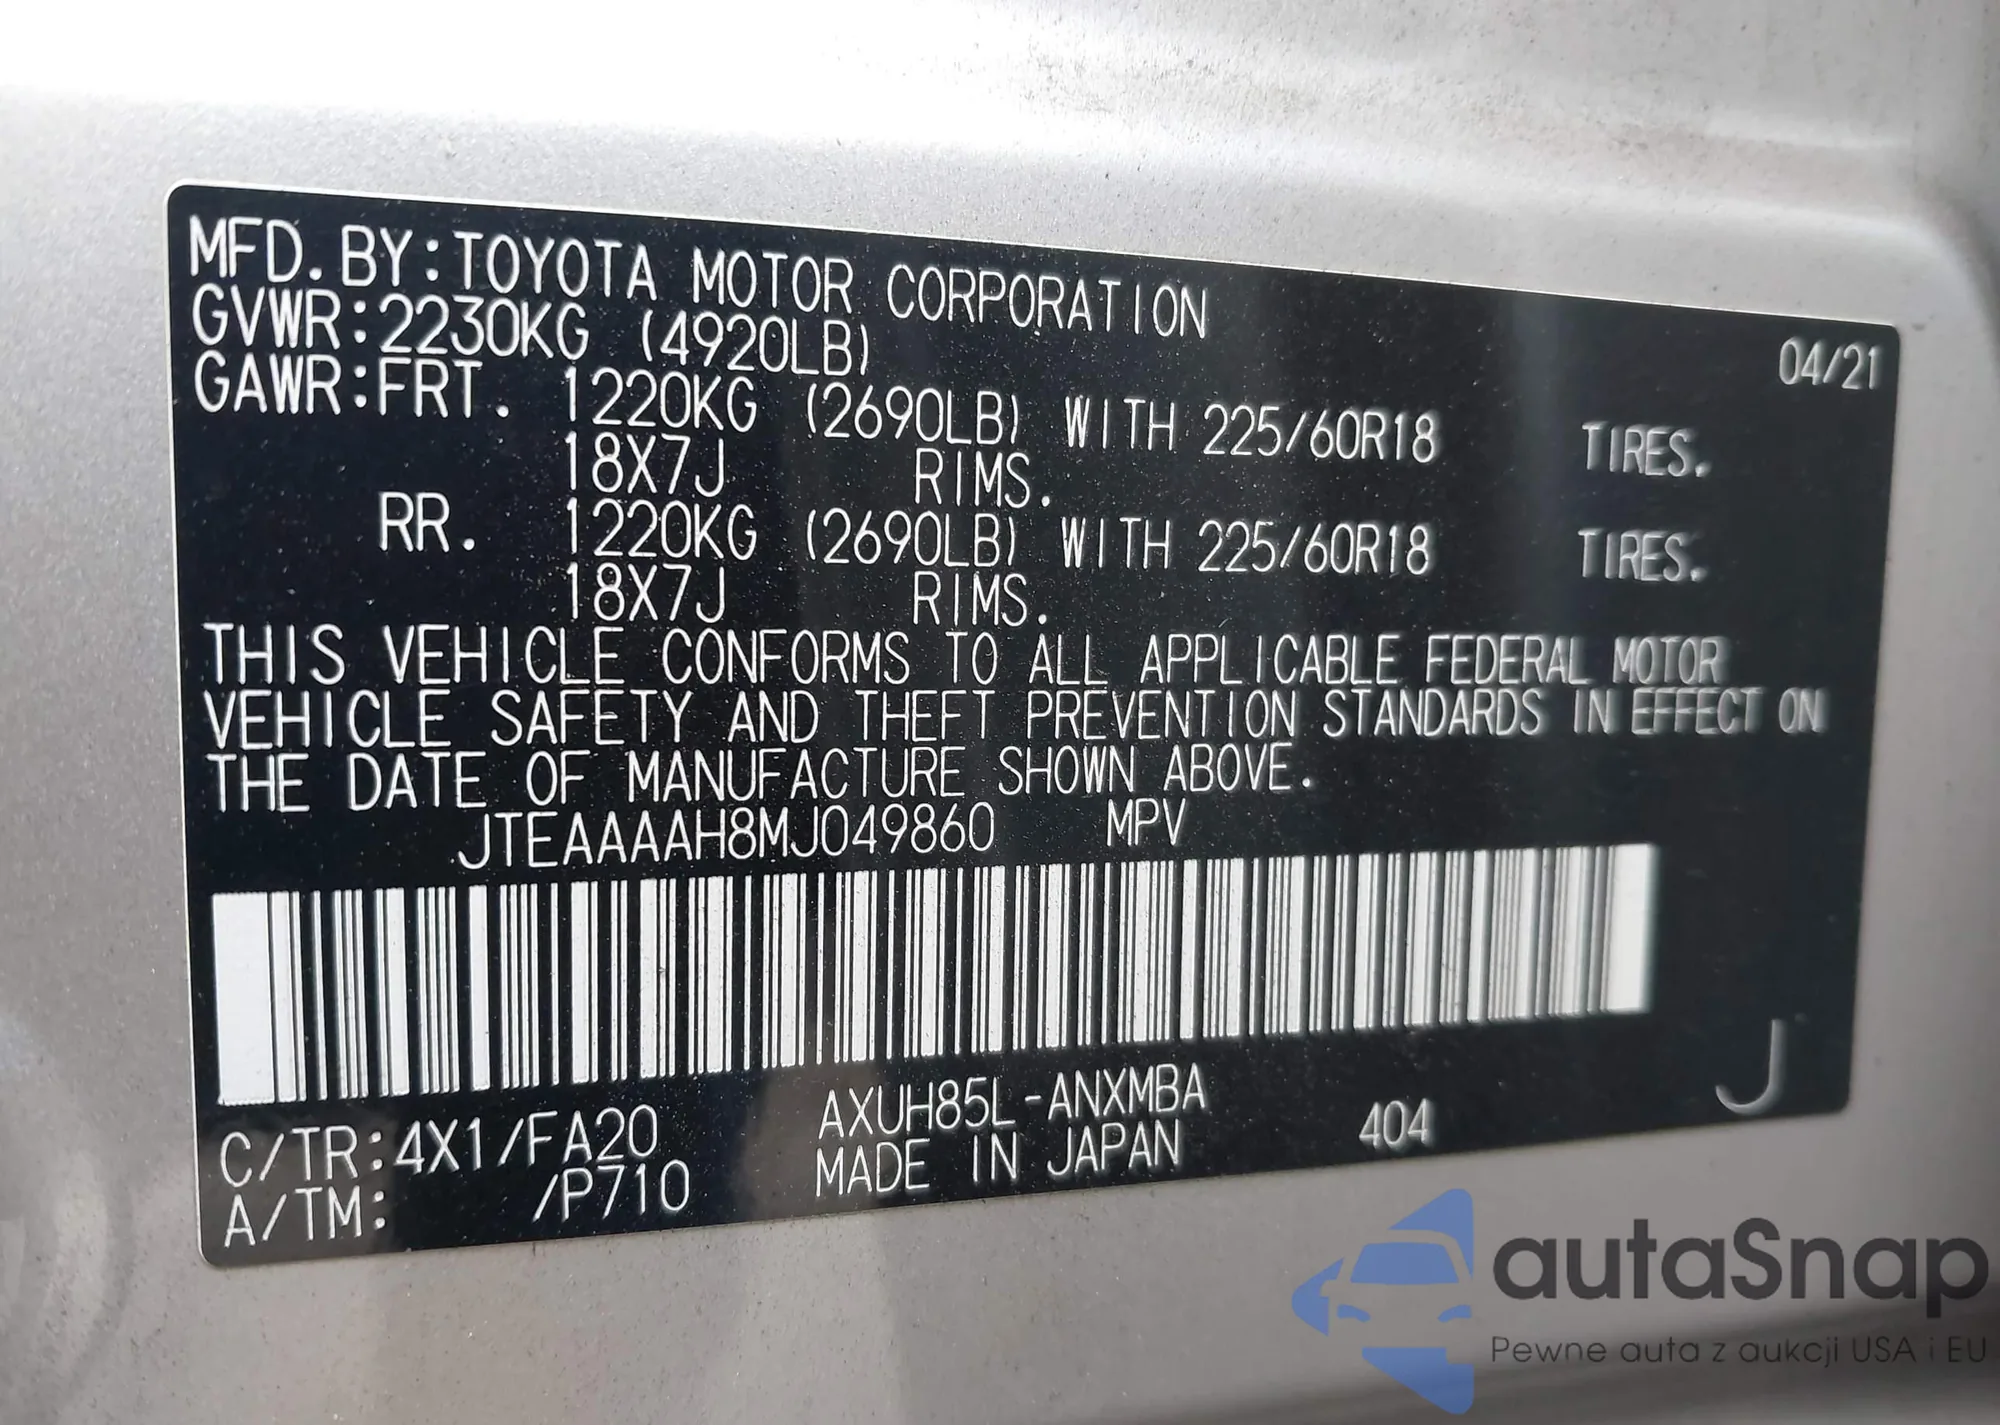 MFD. BY: TOYOTA MOTOR CORPORATION 04/21
GVWR: 2230KG (4920LB)
GAWR: FRT. 1220KG (2690LB) WITH 225/60R18 TIRES.
18X7J RIMS.
RR. 1220KG (2690LB) WITH 225/60R18 TIRES.
18X7J RIMS.
THIS VEHICLE CONFORMS TO ALL APPLICABLE FEDERAL MOTOR
VEHICLE SAFETY AND THEFT PREVENTION STANDARDS IN EFFECT ON
THE DATE OF MANUFACTURE SHOWN ABOVE.
JTEAAAAH8MJ049860 MPV
J
C/TR: 4X1/FA20 AXUH85L-ANXMBA 404
A/TM: /P710 MADE IN JAPAN
autaSnap
Pewne auta z aukcji USA i EU